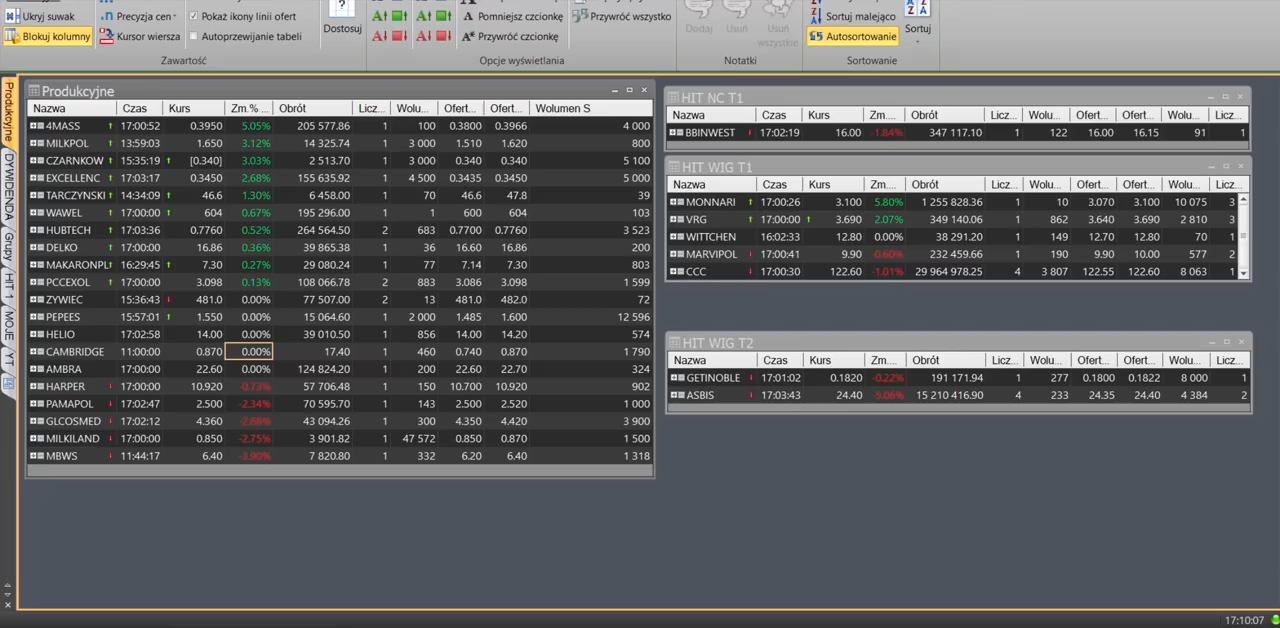 Ukryj suwak
Precyzja cen
Pokaż ikony linii ofert
Pomniejsz czcionkę
Przywróć wszystko
Dodaj
Usuń
Usuń wszystkie
Sortuj malejąco
Sortuj
Blokuj kolumny
Kursor wiersza
Autoprzewijanie tabeli
Dostosuj
Przywróć czcionkę
Autosortowanie
Zawartość
Opcje wyświetlania
Notatki
Sortowanie
Produkcyjne
DYWIDENDA
Grupy
HIT 1
MOJE
YT
Produkcyjne
Nazwa Czas Kurs Zm.% ... Obrót Licz... Wolu... Ofert... Ofert... Wolumen S
4MASS 17:00:52 0.3950 5.05% 205 577.86 1 100 0.3800 0.3966 4 000
MILKPOL 13:59:03 1.650 3.12% 14 325.74 1 3 000 1.510 1.620 800
CZARNKOW 15:35:19 [0.340] 3.03% 2 513.70 1 3 000 0.340 0.340 5 100
EXCELLENC 17:03:17 0.3450 2.68% 155 635.92 1 4 500 0.3435 0.3450 5 000
TARCZYNSKI 14:34:09 46.6 1.30% 6 458.00 1 70 46.6 47.8 39
WAWEL 17:00:00 604 0.67% 195 296.00 1 1 600 604 103
HUBTECH 17:03:36 0.7760 0.52% 264 564.50 2 683 0.7700 0.7760 3 523
DELKO 17:00:00 16.86 0.36% 39 865.38 1 36 16.60 16.86 200
MAKARONPL 16:29:45 7.30 0.27% 29 080.24 1 77 7.14 7.30 803
PCCEXOL 17:00:00 3.098 0.13% 108 066.78 2 883 3.086 3.098 1 599
ZYWIEC 15:36:43 481.0 0.00% 77 507.00 2 13 481.0 482.0 72
PEPEES 15:57:01 1.550 0.00% 15 064.60 1 2 000 1.485 1.600 12 596
HELIO 17:02:58 14.00 0.00% 39 010.50 1 856 14.00 14.20 574
CAMBRIDGE 11:00:00 0.870 0.00% 17.40 1 460 0.740 0.870 1 790
AMBRA 17:00:00 22.60 0.00% 124 824.20 1 200 22.60 22.70 324
HARPER 17:00:00 10.920 -0.73% 57 706.48 1 150 10.700 10.920 902
PAMAPOL 17:02:47 2.500 -2.34% 70 595.70 1 143 2.500 2.520 1 000
GLCOSMED 17:02:12 4.360 43 094.26 1 300 4.350 4.420 3 900
MILKILAND 17:00:00 0.850 -2.75% 3 901.82 1 47 572 0.850 0.870 1 500
MBWS 11:44:17 6.40 -3.90% 7 820.80 1 332 6.20 6.40 1 318
HIT NC T1
Nazwa Czas Kurs Zm.... Obrót Licz... Wolu... Ofert... Ofert... Wolu... Licz...
BBINWEST 17:02:19 16.00 -1.84% 347 117.10 1 122 16.00 16.15 91 1
HIT WIG T1
Nazwa Czas Kurs Zm.... Obrót Licz... Wolu... Ofert... Ofert... Wolu... Licz...
MONNARI 17:00:26 3.100 5.80% 1 255 828.36 1 10 3.070 3.100 10 075 3
VRG 17:00:00 3.690 2.07% 349 140.06 1 862 3.640 3.690 2 810 3
WITTCHEN 16:02:33 12.80 0.00% 38 291.20 1 149 12.70 12.80 70 1
MARVIPOL 17:00:41 9.90 -0.60% 232 459.66 1 190 9.90 10.00 577 2
CCC 17:00:30 122.60 -1.01% 29 964 978.25 4 3 807 122.55 122.60 8 063 1
HIT WIG T2
Nazwa Czas Kurs Zm.... Obrót Licz... Wolu... Ofert... Ofert... Wolu... Licz...
GETINOBLE 17:01:02 0.1820 -0.22% 191 171.94 1 277 0.1800 0.1822 8 000 1
ASBIS 17:03:43 24.40 -5.06% 15 210 416.90 4 233 24.35 24.40 4 384 2
17:10:07